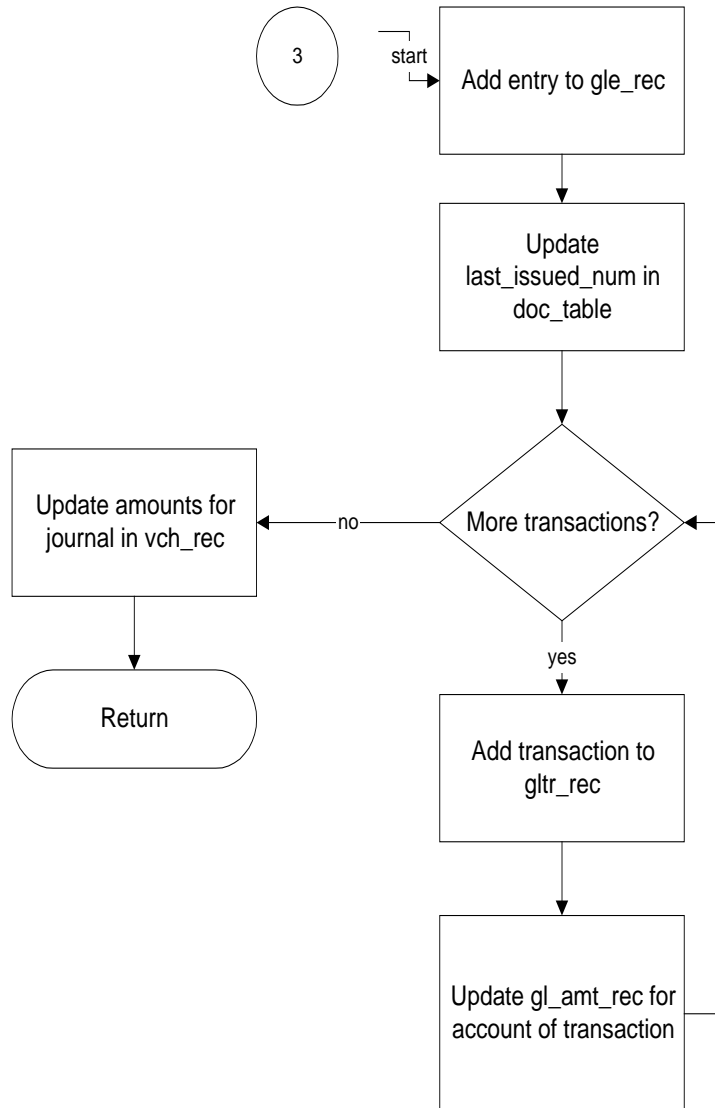 3
start
Add entry to gle_rec
Update
last_issued_num in
doc_table
More transactions?
no
Update amounts for
journal in vch_rec
Return
yes
Add transaction to
gltr_rec
Update gl_amt_rec for
account of transaction